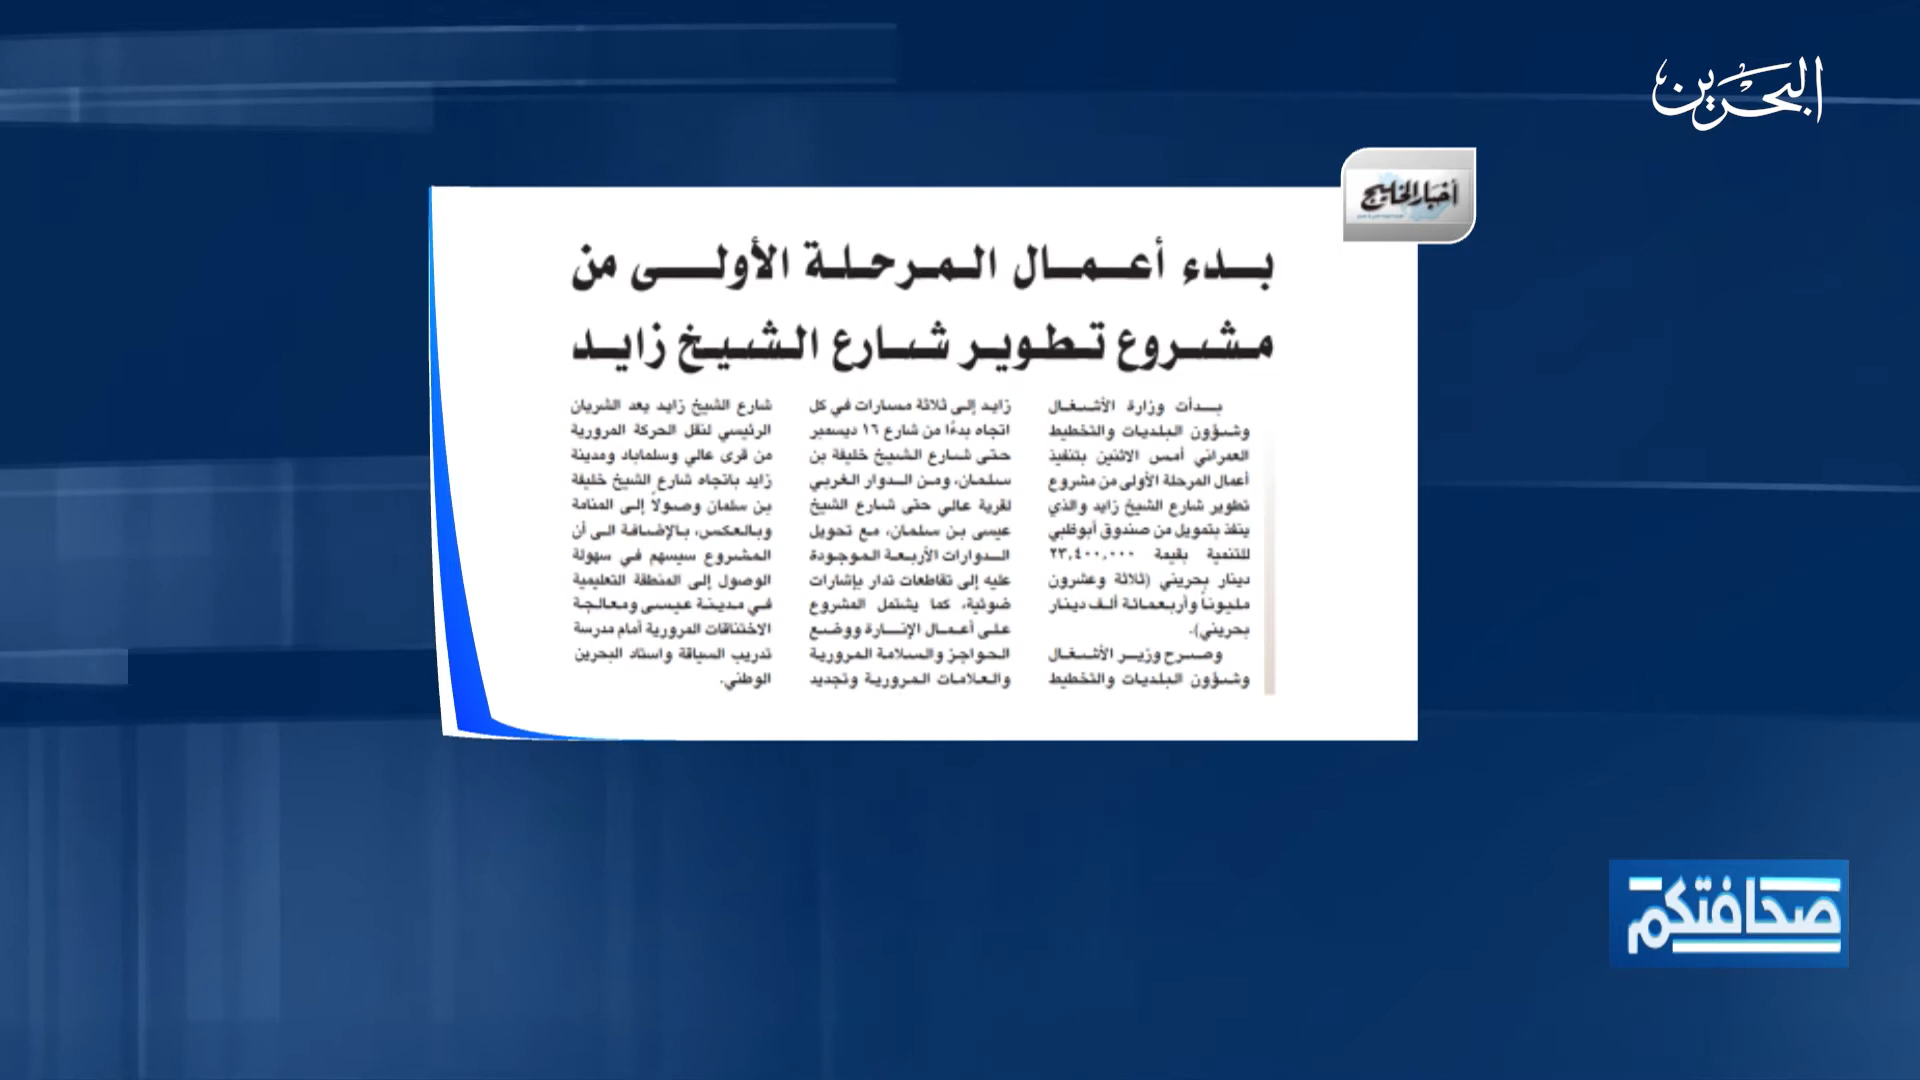 البحرين
أخبار الخليج
بدء أعمال المرحلة الأولى من
مشروع تطوير شارع الشيخ زايد
بدأت وزارة الأشغال
وشؤون البلديات والتخطيط
العمراني أمس الاثنين بتنفيذ
أعمال المرحلة الأولى من مشروع
تطوير شارع الشيخ زايد والذي
ينفذ بتمويل من صندوق أبوظبي
للتنمية بقيمة ٢٣,٤٠٠,٠٠٠
دينار بحريني (ثلاثة وعشرون
مليوناً وأربعمائة ألف دينار
بحريني).
وصرح وزير الأشغال
وشؤون البلديات والتخطيط
زايد إلى ثلاثة مسارات في كل
اتجاه بدءًا من شارع ١٦ ديسمبر
حتى شارع الشيخ خليفة بن
سلمان، ومن الدوار الغربي
لقرية عالي حتى شارع الشيخ
عيسى بن سلمان، مع تحويل
الدوارات الأربعة الموجودة
عليه إلى تقاطعات تدار بإشارات
ضوئية، كما يشتمل المشروع
على أعمال الإنارة ووضع
الحواجز والسلامة المرورية
والعلامات المرورية وتجديد
شارع الشيخ زايد يعد الشريان
الرئيسي لنقل الحركة المرورية
من قرى عالي وسلماباد ومدينة
زايد باتجاه شارع الشيخ خليفة
بن سلمان وصولاً إلى المنامة
وبالعكس، بالإضافة الى أن
المشروع سيسهم في سهولة
الوصول إلى المنطقة التعليمية
في مدينة عيسى ومعالجة
الاختناقات المرورية أمام مدرسة
تدريب السياقة واستاد البحرين
الوطني.
صحافتكم